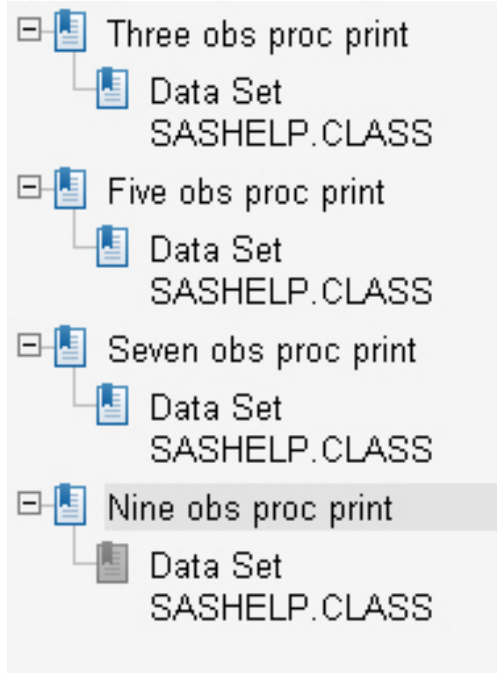 Three obs proc print
Data Set
SASHELP.CLASS
Five obs proc print
Data Set
SASHELP.CLASS
Seven obs proc print
Data Set
SASHELP.CLASS
Nine obs proc print
Data Set
SASHELP.CLASS